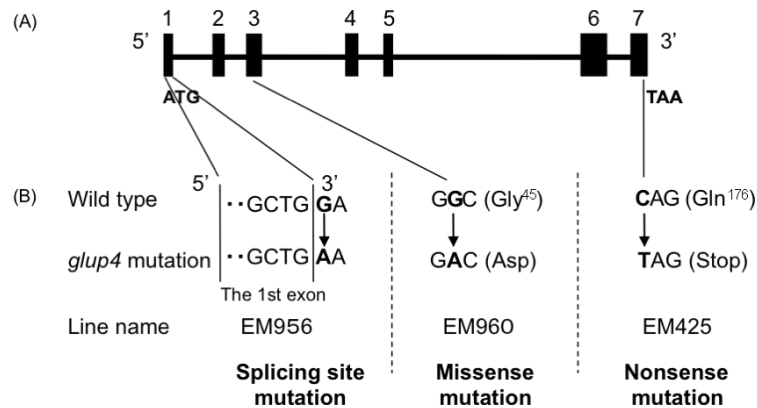 (A)
1 2 3 4 5 6 7
5’ 3’
ATG TAA
(B)
5’ 3’
Wild type ··GCTG GA GGC (Gly45) CAG (Gln176)
glup4 mutation ··GCTG AA GAC (Asp) TAG (Stop)
The 1st exon
Line name EM956 EM960 EM425
Splicing site Missense Nonsense
mutation mutation mutation